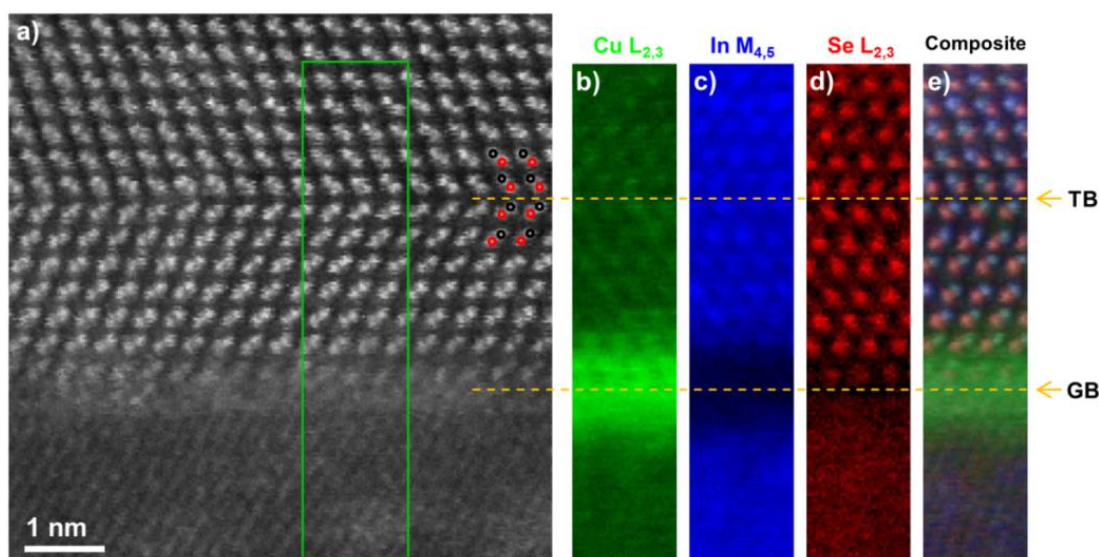 a)
1 nm
Cu L2,3
b)
In M4,5
c)
Se L2,3
d)
Composite
e)
TB
GB